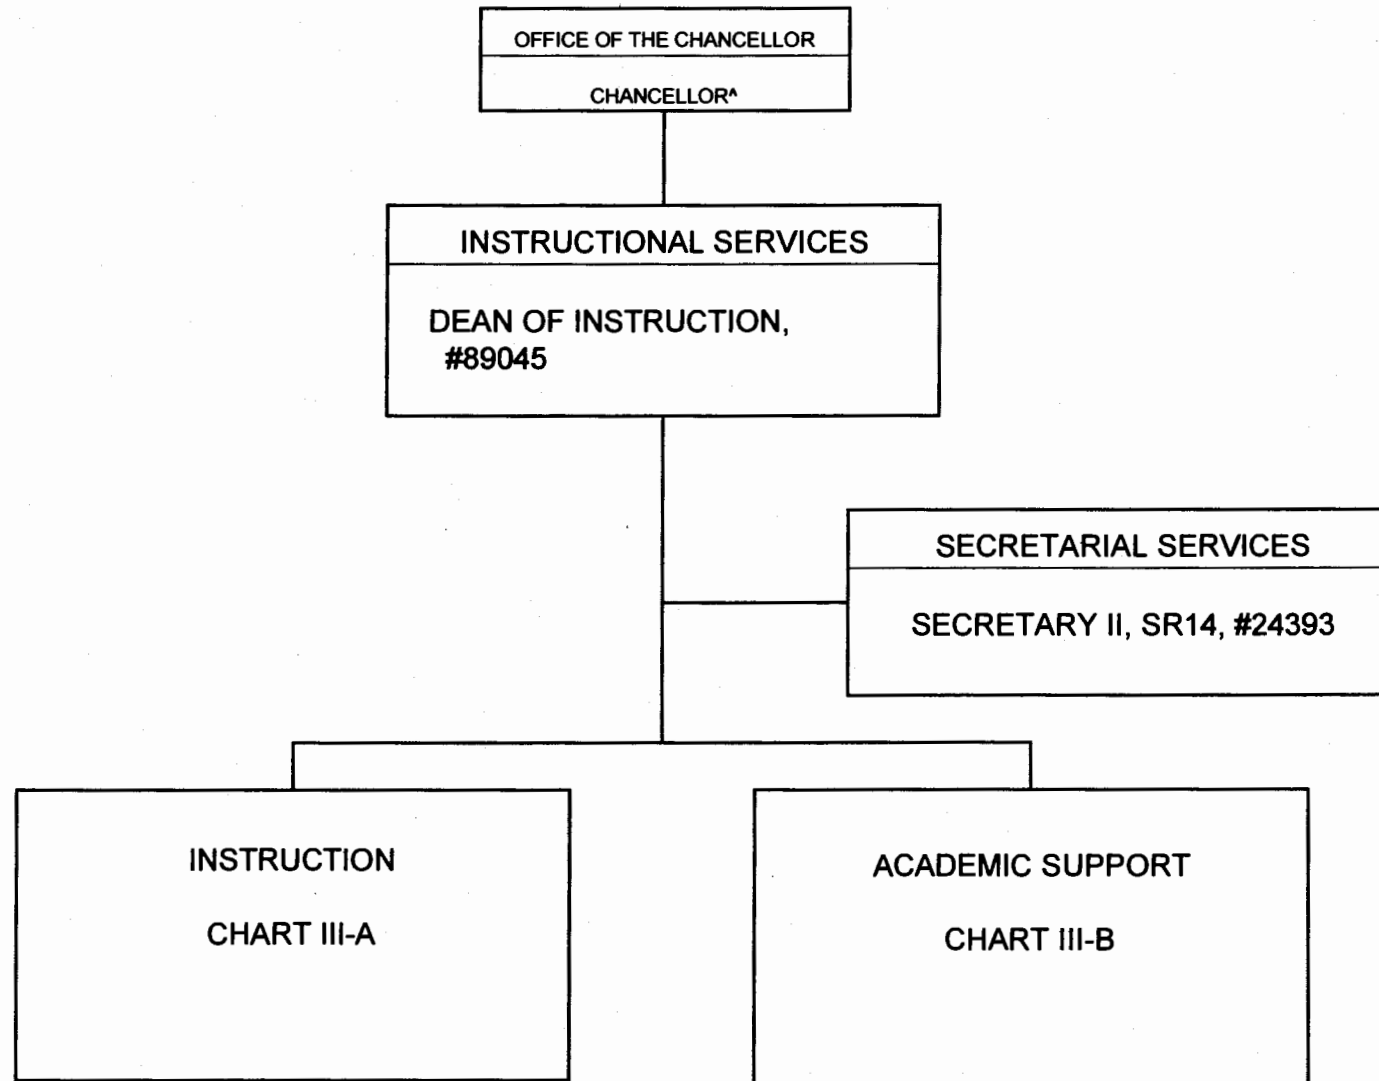 OFFICE OF THE CHANCELLOR
CHANCELLOR^
INSTRUCTIONAL SERVICES
DEAN OF INSTRUCTION,
#89045
SECRETARIAL SERVICES
SECRETARY II, SR14, #24393
INSTRUCTION
CHART III-A
ACADEMIC SUPPORT
CHART III-B